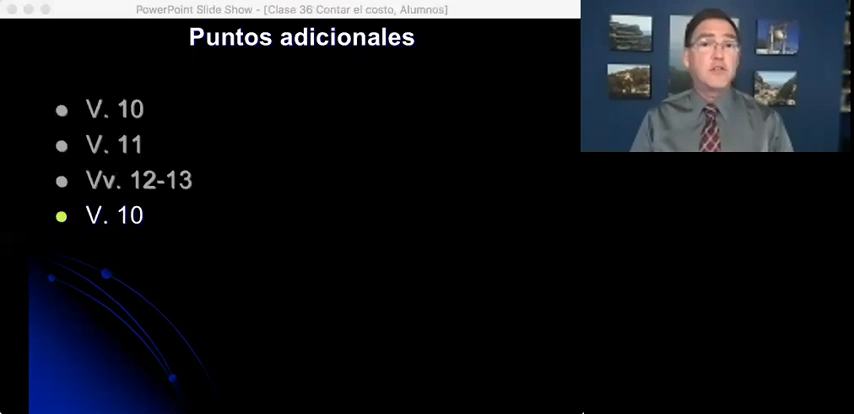 PowerPoint Slide Show - [Clase 36 Contar el costo, Alumnos]
Puntos adicionales
V. 10
V. 11
Vv. 12-13
V. 10